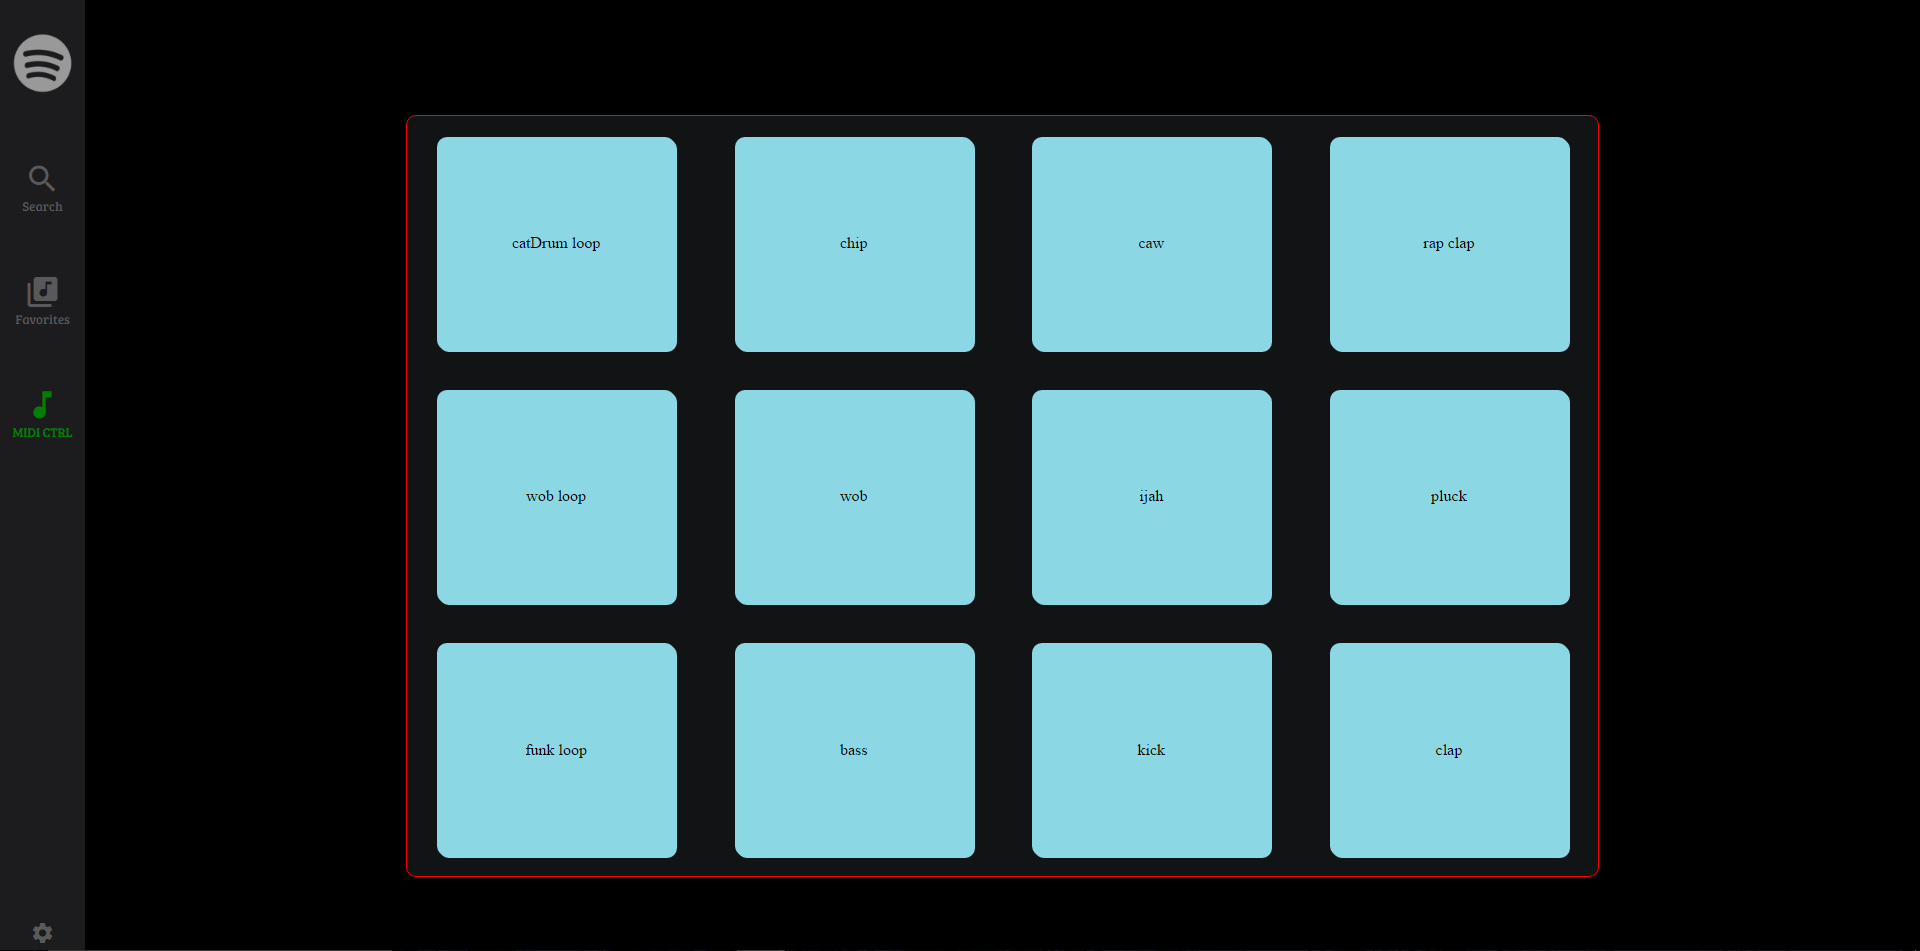 Search
Favorites
MIDI CTRL
catDrum loop
chip
caw
rap clap
wob loop
wob
ijah
pluck
funk loop
bass
kick
clap